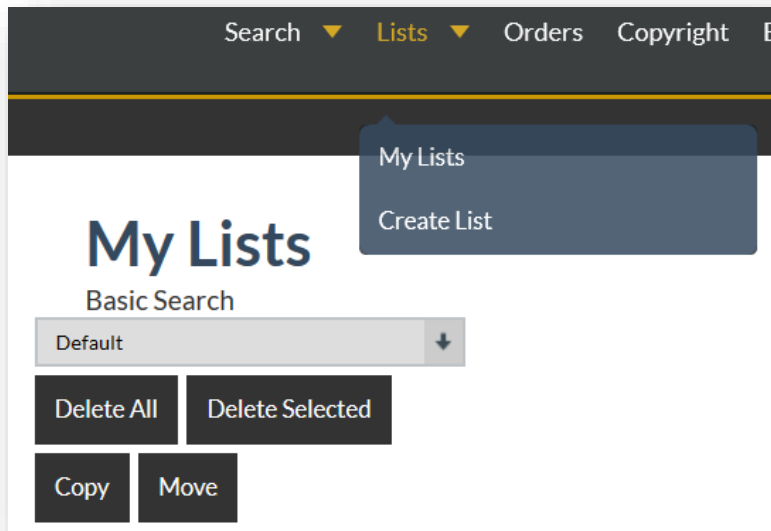 Search Lists Orders Copyright
My Lists
Create List
My Lists
Basic Search
Default
Delete All Delete Selected
Copy Move